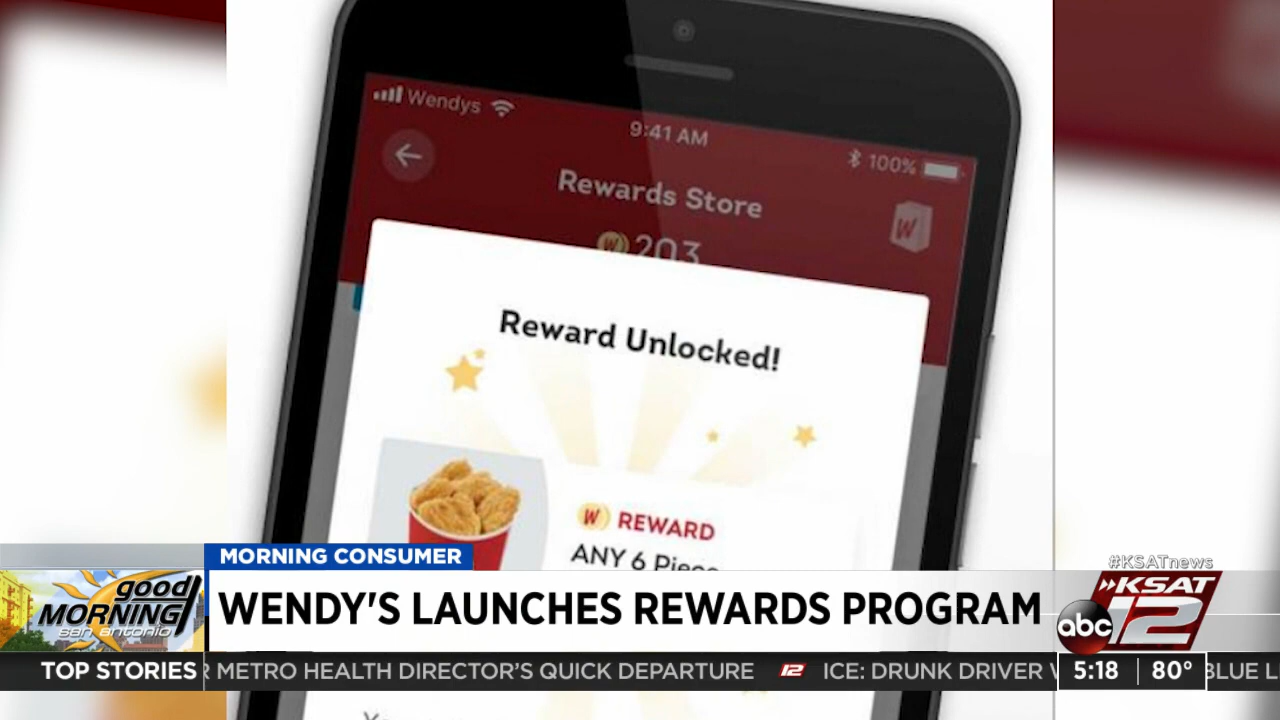 Wendys
9:41 AM
100%
Rewards Store
W
203
Reward Unlocked!
W REWARD
ANY 6 Piece
MORNING CONSUMER
#KSATnews
good
MORNING
san antonio
WENDY'S LAUNCHES REWARDS PROGRAM
KSAT
abc 12
TOP STORIES
METRO HEALTH DIRECTOR'S QUICK DEPARTURE 12 ICE: DRUNK DRIVER
5:18 80°
BLUE